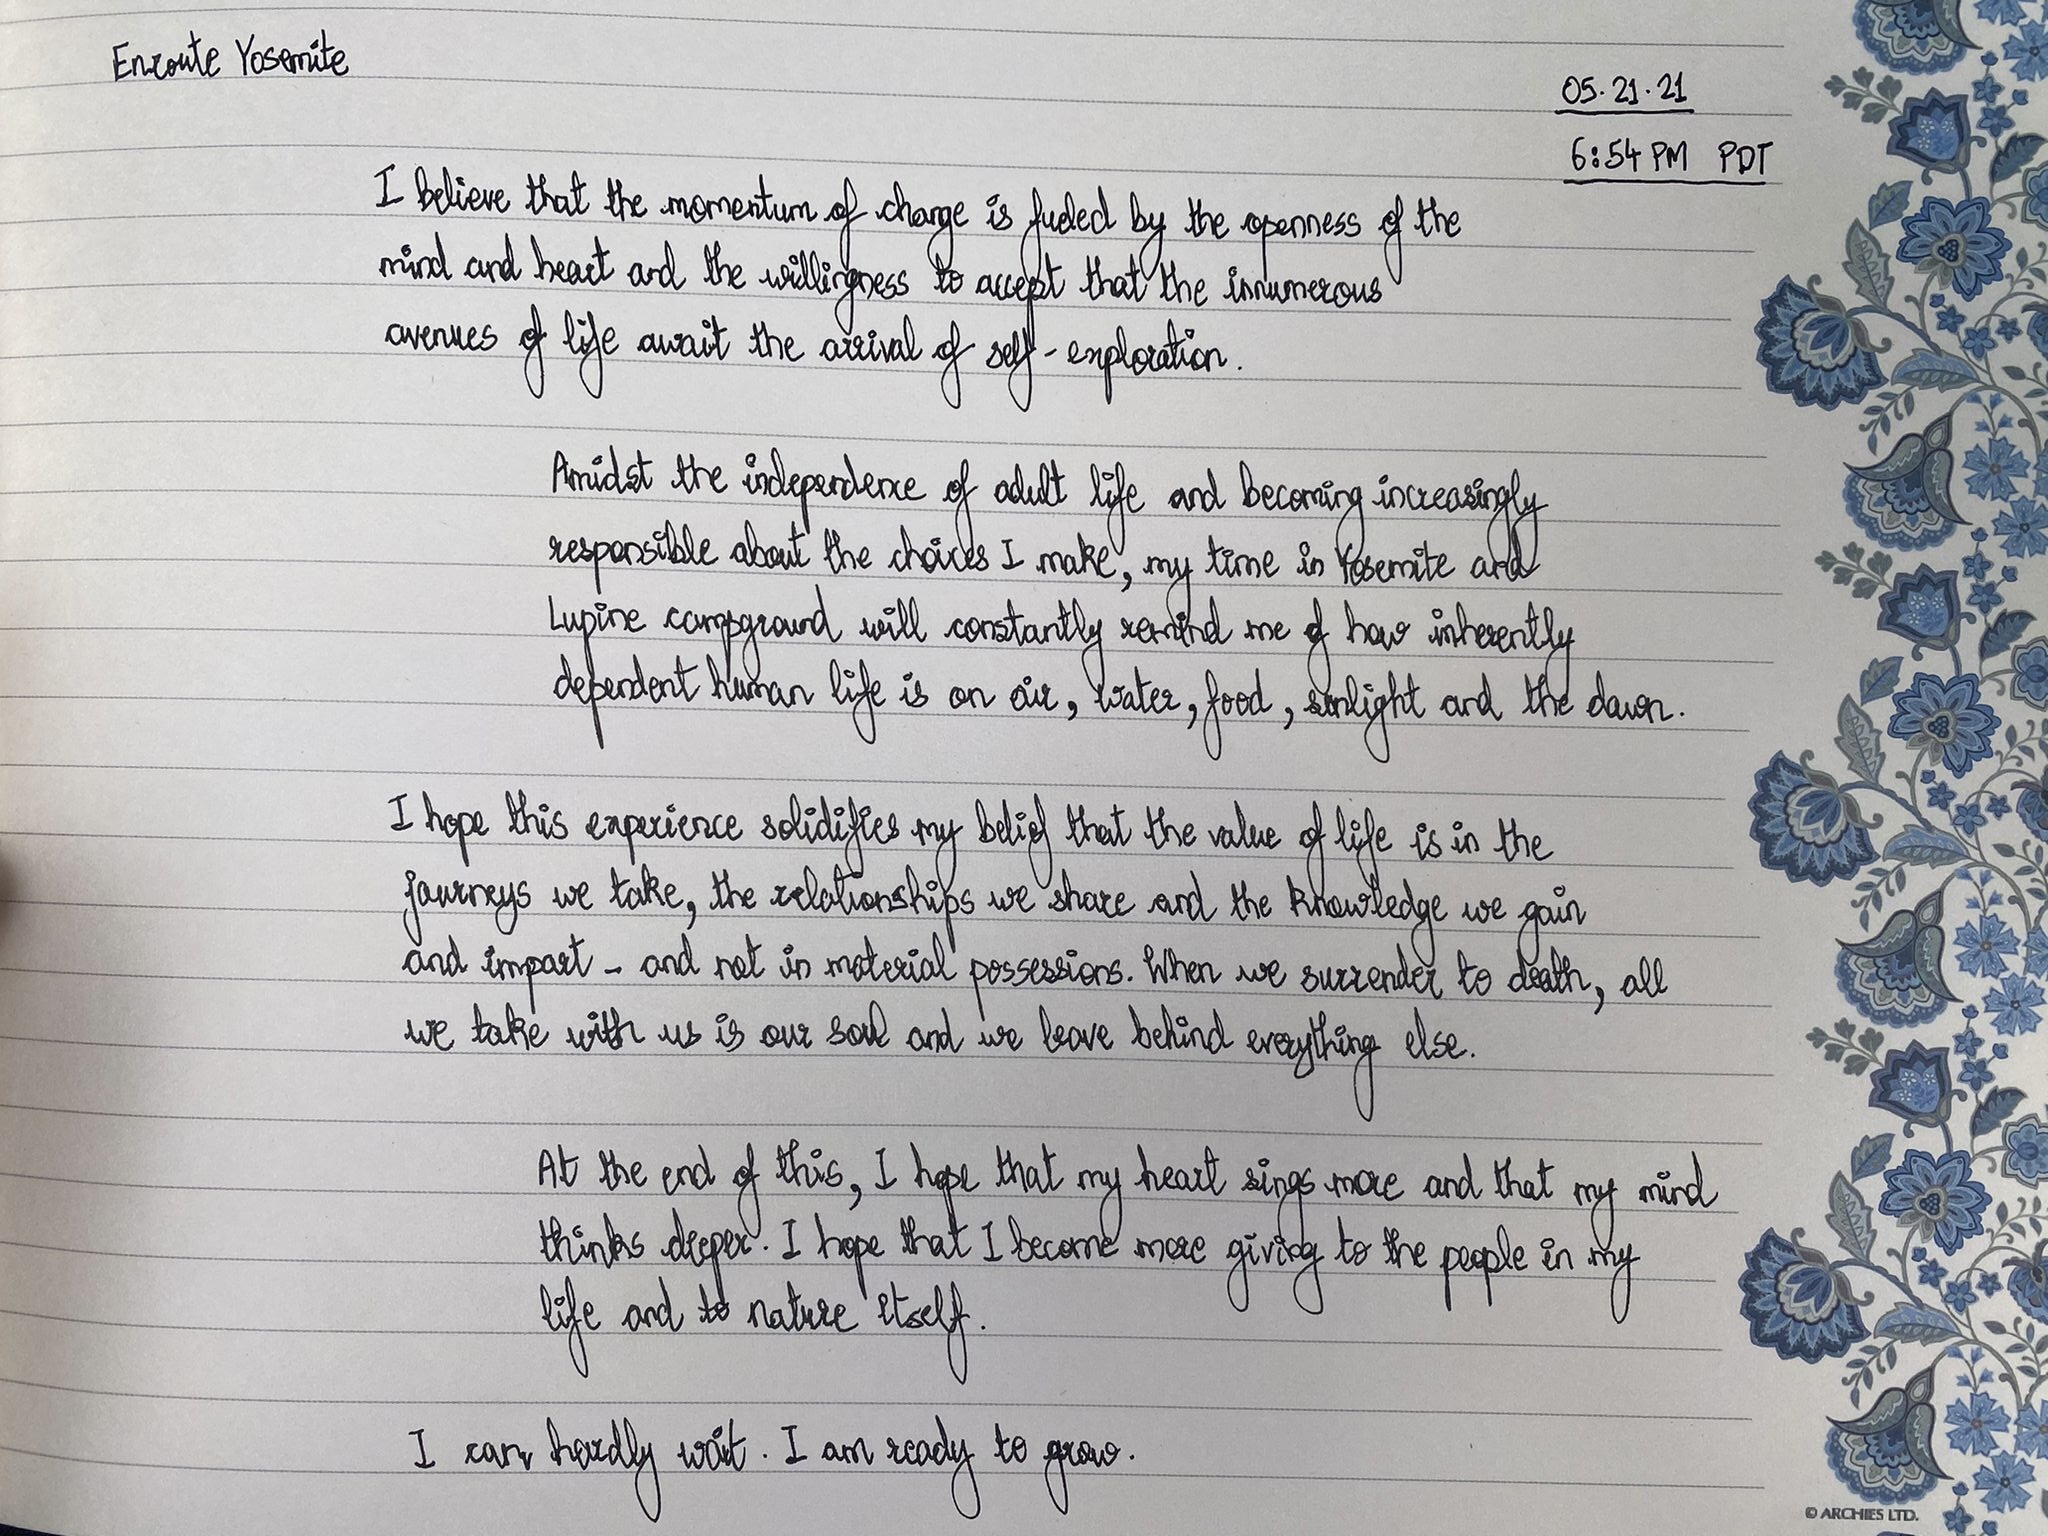 Enroute Yosemite
05.21.21
6:54 PM PDT
I believe that the momentum of change is fueled by the openness of the
mind and heart and the willingness to accept that the innumerous
avenues of life await the arrival of self-exploration.
Amidst the independence of adult life and becoming increasingly
responsible about the choices I make, my time in Yosemite and
Lupine campground will constantly remind me of how inherently
dependent human life is on air, water, food, sunlight and the dawn.
I hope this experience solidifies my belief that the value of life is in the
journeys we take, the relationships we share and the knowledge we gain
and impart - and not in material possessions. When we surrender to death, all
we take with us is our soul and we leave behind everything else.
At the end of this, I hope that my heart sings more and that my mind
thinks deeper. I hope that I become more giving to the people in my
life and to nature itself.
I can hardly wait. I am ready to grow.
© ARCHIES LTD.